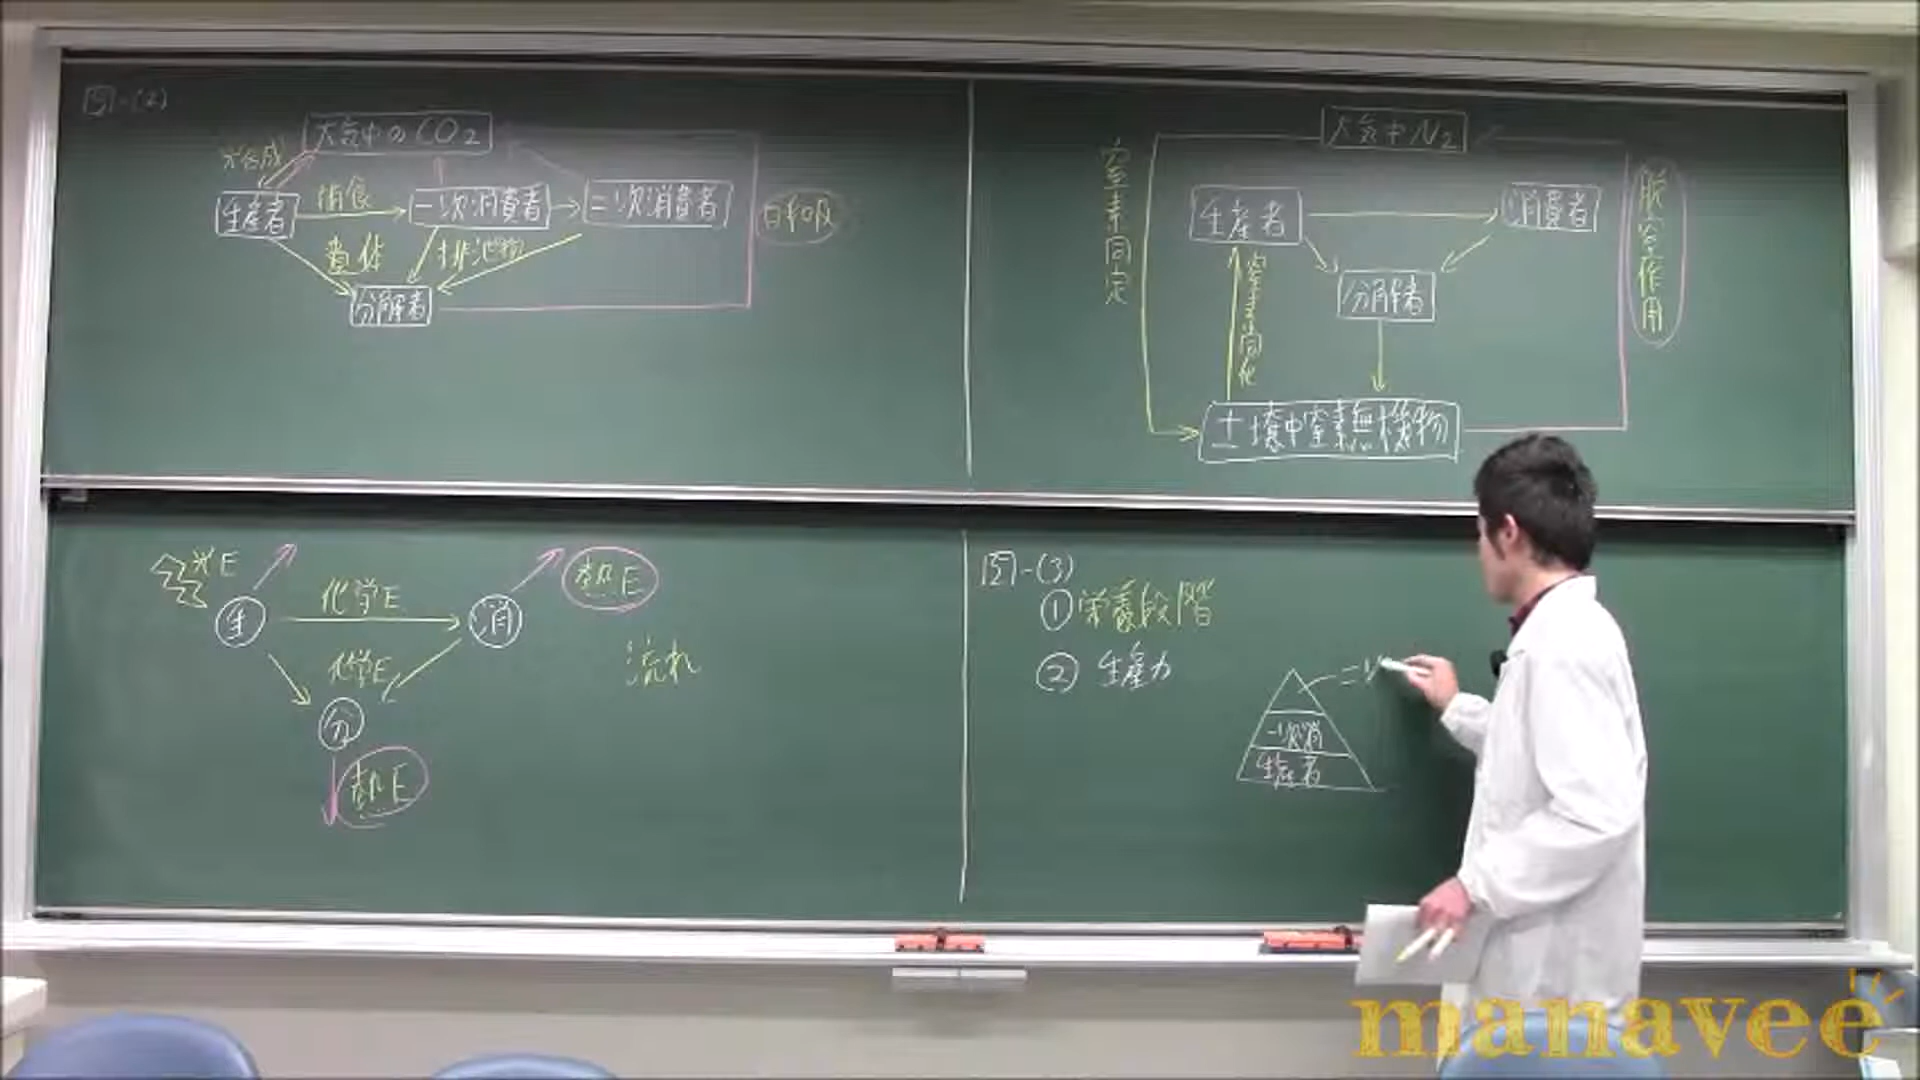 図-(2)
大気中のCO2
光合成
生産者
捕食
一次消費者
二次消費者
呼吸
遺体
排泄物
分解者
大気中N2
窒素固定
生産者
消費者
脱窒作用
分解者
窒素同化
土壌中窒素無機物
光E
生
化学E
消
熱E
化学E
流れ
分
熱E
図-(3)
①栄養段階
② 生産力
二次
一次消
生産者
manavee